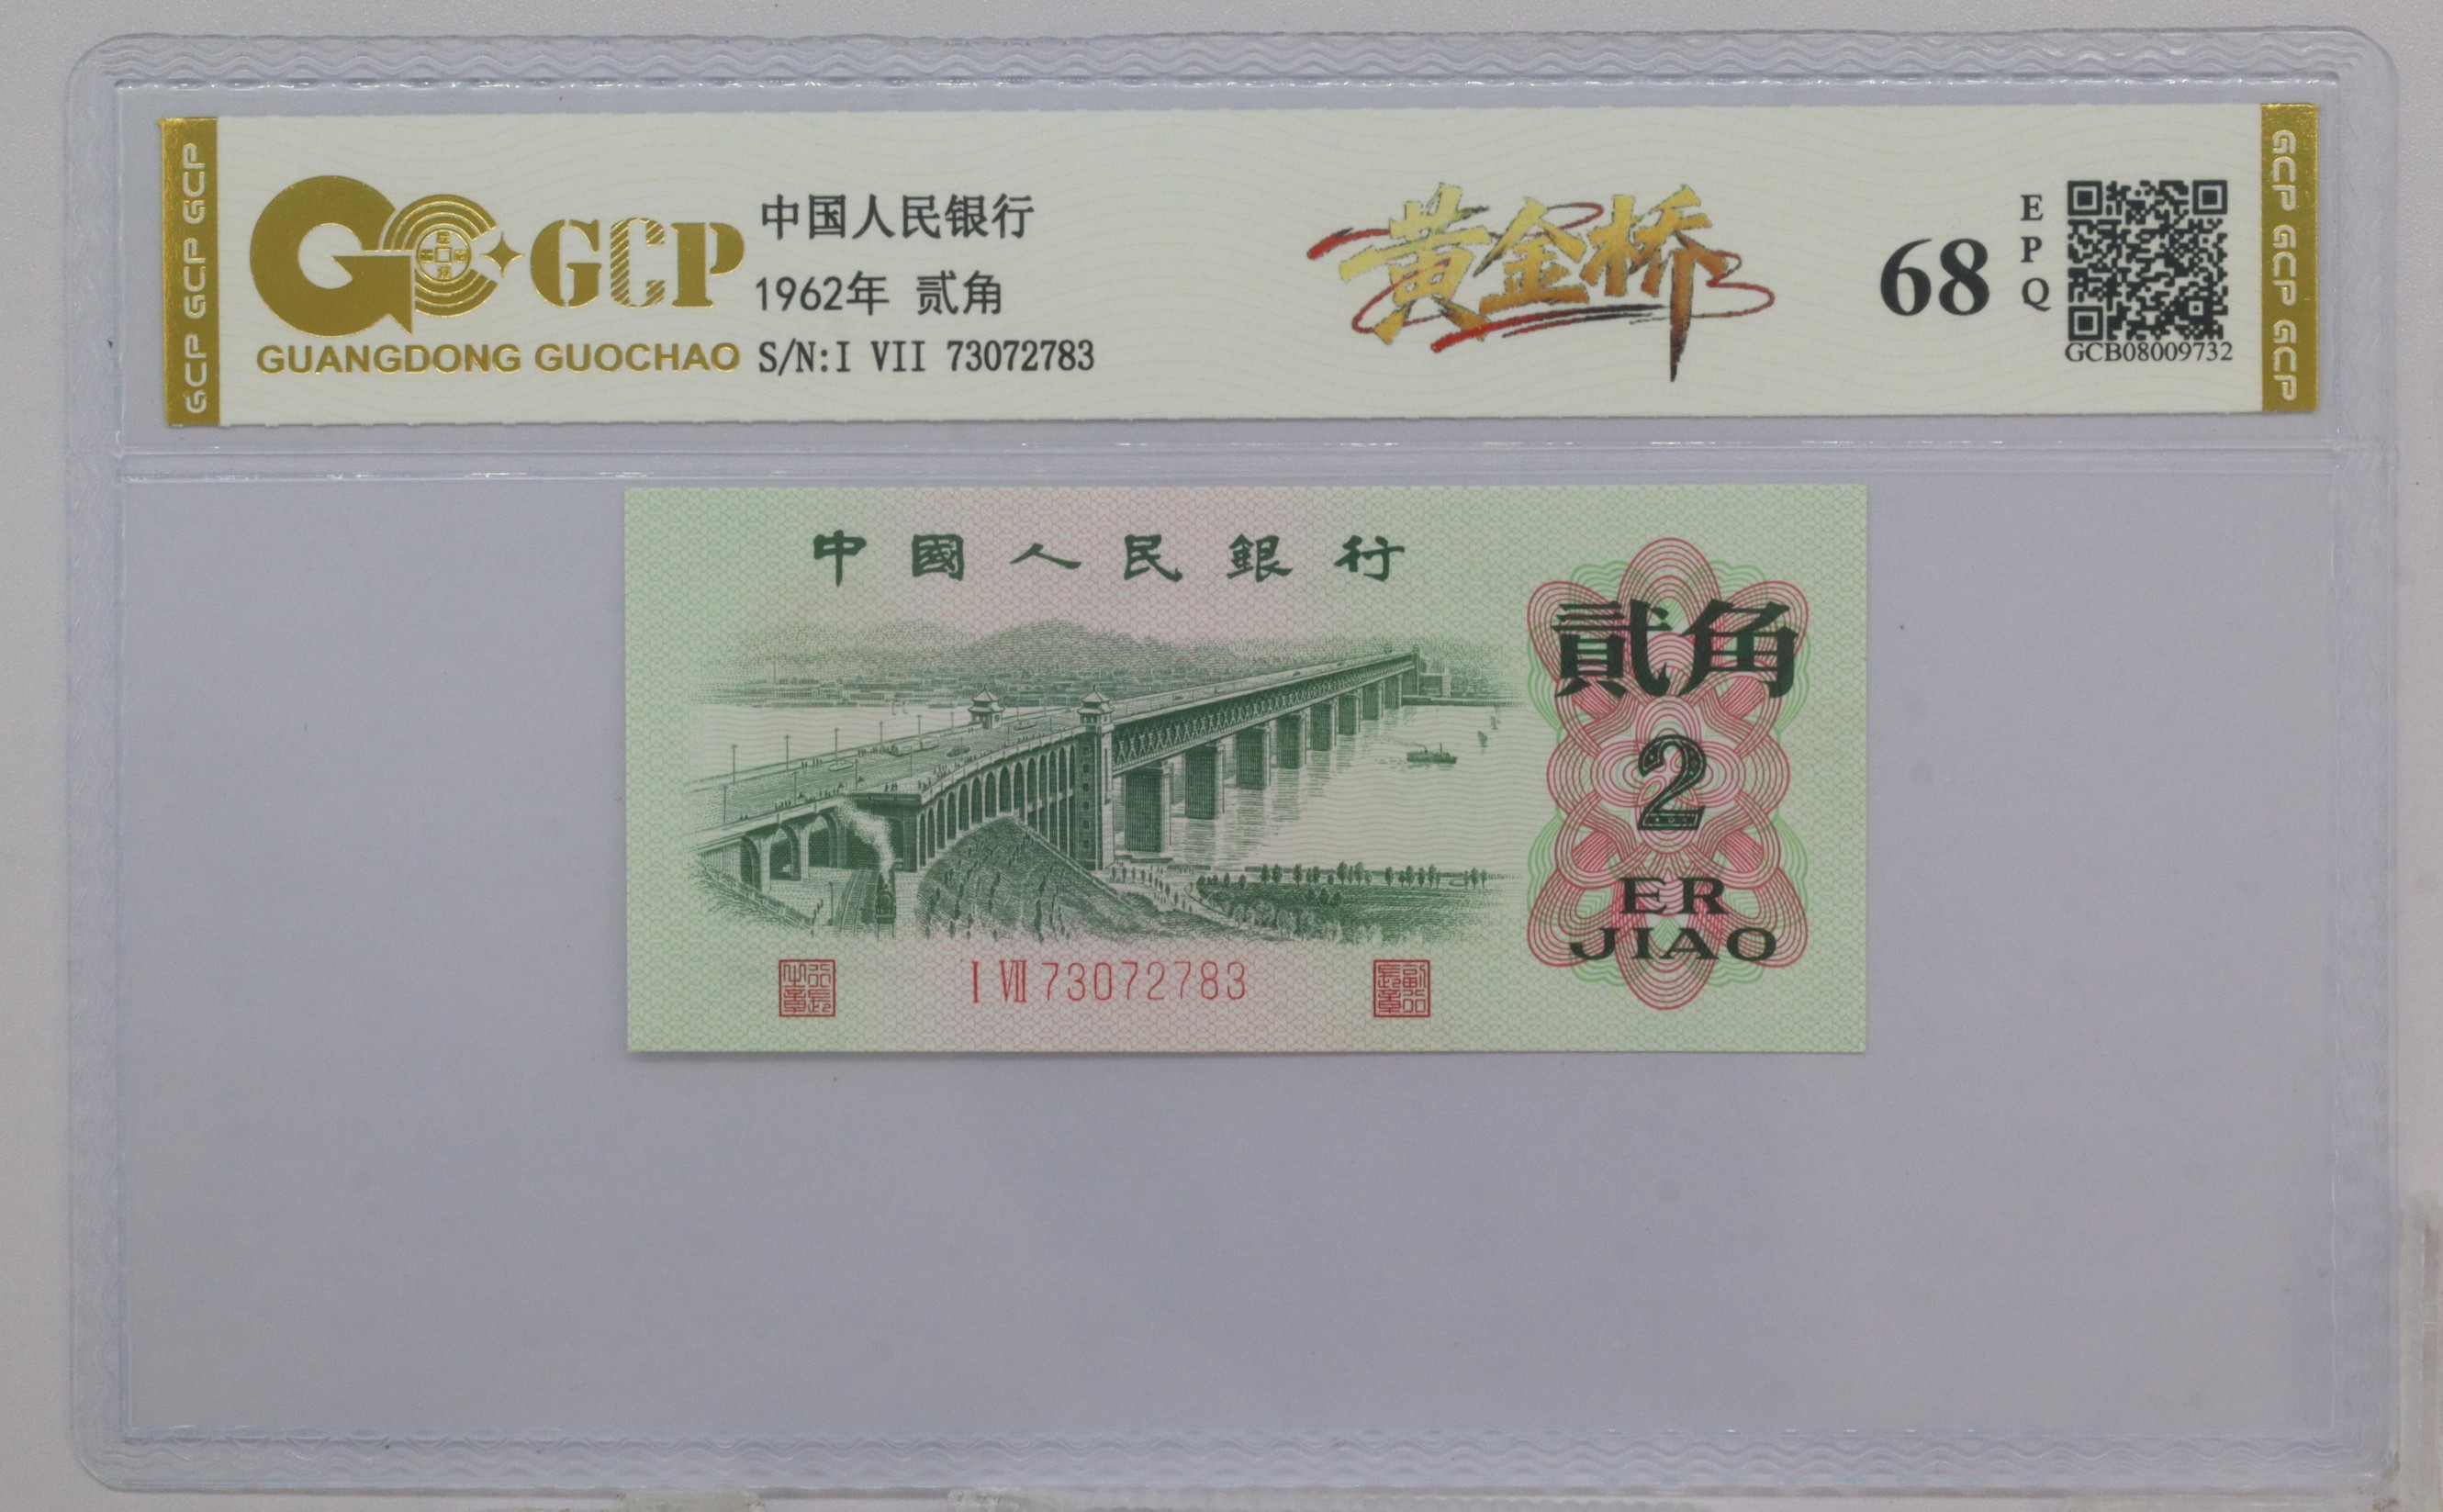 GCP GCP GCP
GCP
GUANGDONG GUOCHAO
中国人民银行
1962年 贰角
S/N:I VII 73072783
黄金桥
68
E
P
Q
GCB08009732
GCP GCP GCP
中國人民銀行
貳角
2
ER
JIAO
I VII 73072783